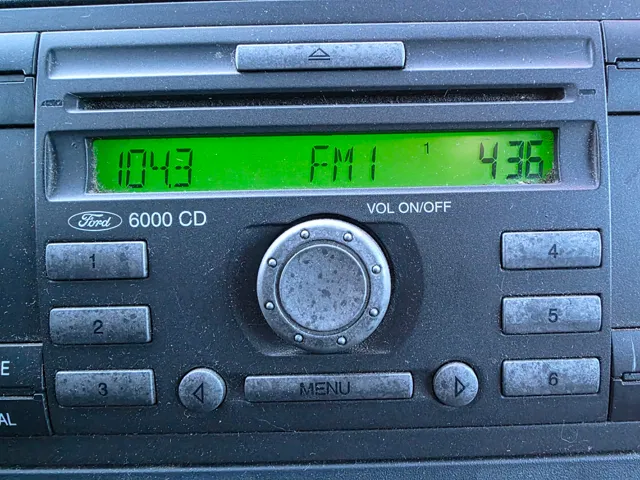 104.3 FM1 1 4:36
Ford 6000 CD VOL ON/OFF
1 4
2 5
E
3 MENU 6
AL